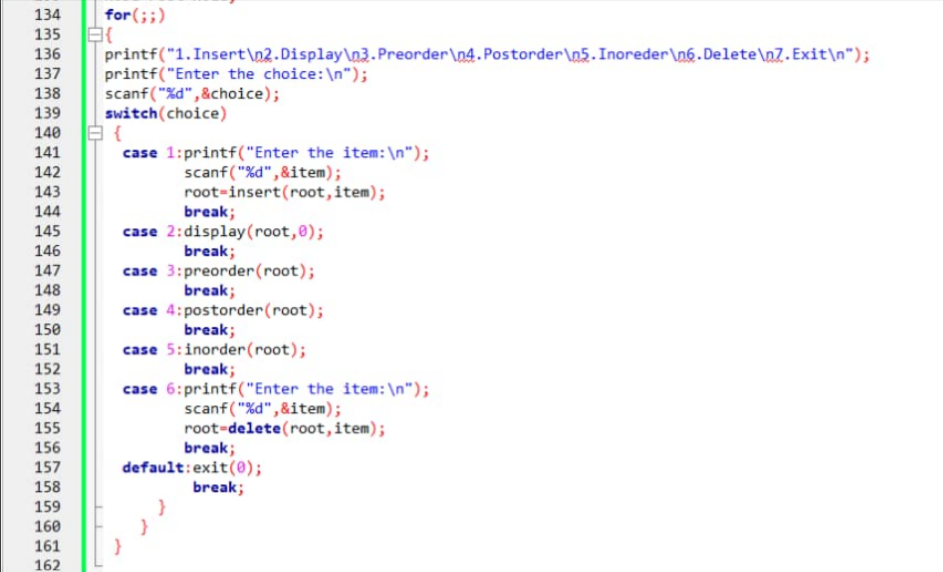 134 for(;;)
135 {
136 printf("1.Insert\n2.Display\n3.Preorder\n4.Postorder\n5.Inoreder\n6.Delete\n7.Exit\n");
137 printf("Enter the choice:\n");
138 scanf("%d",&choice);
139 switch(choice)
140 {
141 case 1:printf("Enter the item:\n");
142 scanf("%d",&item);
143 root=insert(root,item);
144 break;
145 case 2:display(root,0);
146 break;
147 case 3:preorder(root);
148 break;
149 case 4:postorder(root);
150 break;
151 case 5:inorder(root);
152 break;
153 case 6:printf("Enter the item:\n");
154 scanf("%d",&item);
155 root=delete(root,item);
156 break;
157 default:exit(0);
158 break;
159 }
160 }
161 }
162